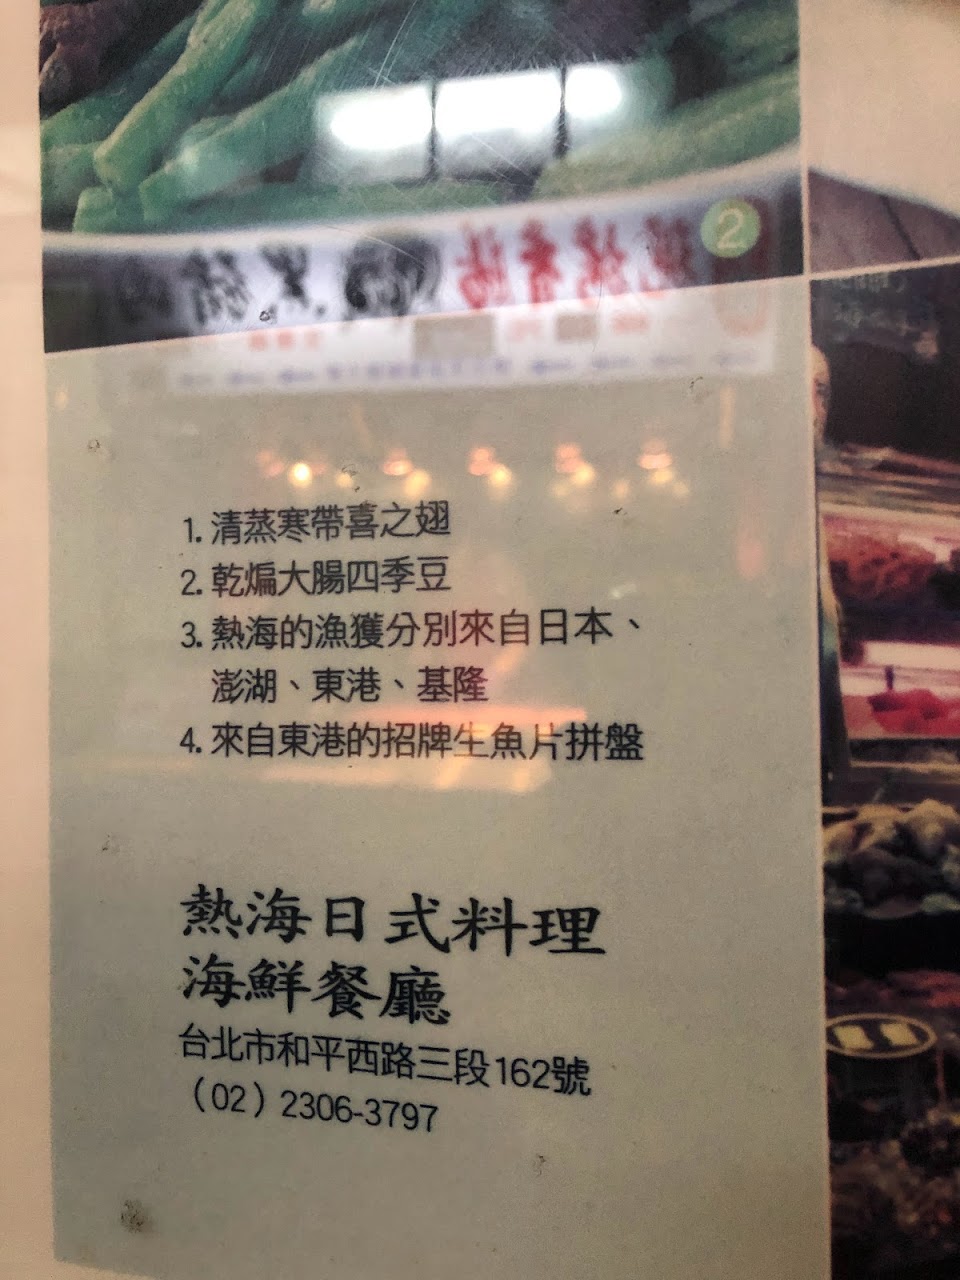 2
1. 清蒸寒帶喜之翅
2. 乾煸大腸四季豆
3. 熱海的漁獲分別來自日本、
澎湖、東港、基隆
4. 來自東港的招牌生魚片拼盤
熱海日式料理
海鮮餐廳
台北市和平西路三段162號
(02) 2306-3797